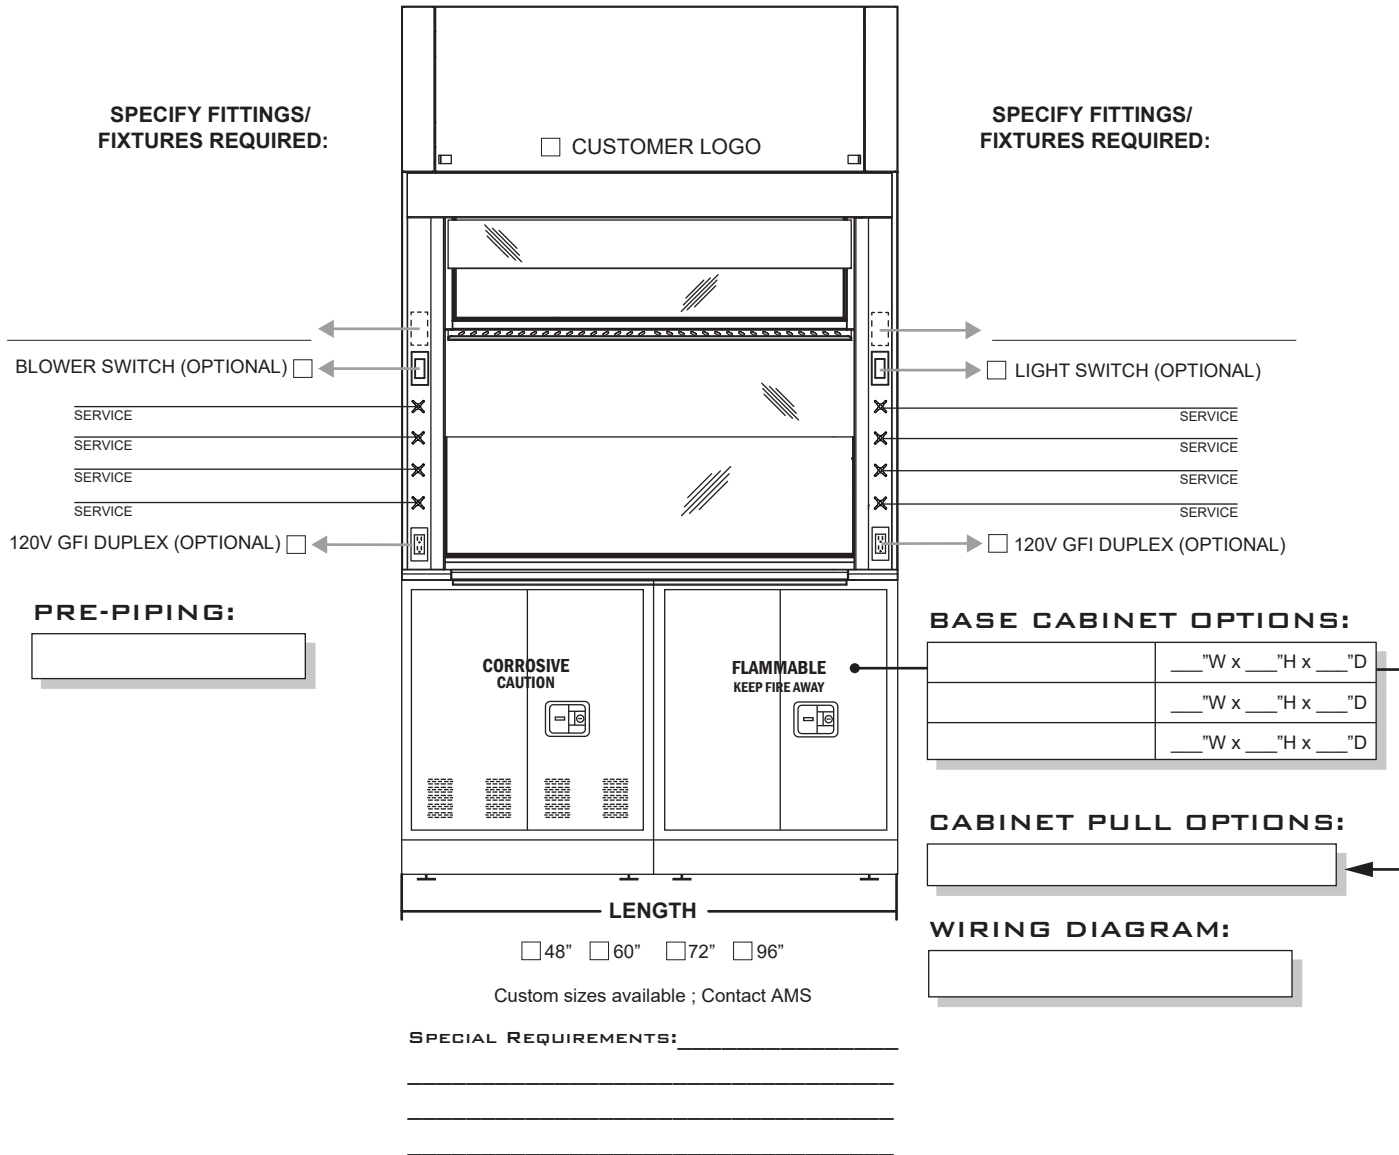 SPECIFY FITTINGS/
FIXTURES REQUIRED:
SPECIFY FITTINGS/
FIXTURES REQUIRED:
CUSTOMER LOGO
BLOWER SWITCH (OPTIONAL)
LIGHT SWITCH (OPTIONAL)
SERVICE
SERVICE
SERVICE
SERVICE
SERVICE
SERVICE
SERVICE
SERVICE
120V GFI DUPLEX (OPTIONAL)
120V GFI DUPLEX (OPTIONAL)
PRE-PIPING:
CORROSIVE
CAUTION
FLAMMABLE
KEEP FIRE AWAY
BASE CABINET OPTIONS:
___”W x ___”H x ___”D
___”W x ___”H x ___”D
___”W x ___”H x ___”D
CABINET PULL OPTIONS:
WIRING DIAGRAM:
LENGTH
48” 60” 72” 96”
Custom sizes available ; Contact AMS
SPECIAL REQUIREMENTS: